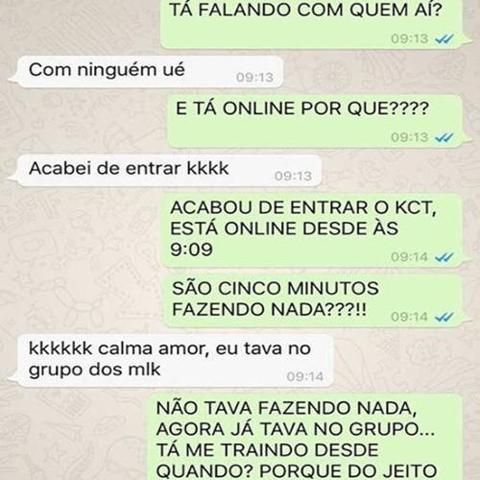 TÁ FALANDO COM QUEM AÍ?
09:13
Com ninguém ué
09:13
E TÁ ONLINE POR QUE????
09:13
Acabei de entrar kkkk
09:13
ACABOU DE ENTRAR O KCT,
ESTÁ ONLINE DESDE ÀS
9:09
09:14
SÃO CINCO MINUTOS
FAZENDO NADA???!!
09:14
kkkkkk calma amor, eu tava no
grupo dos mlk
09:14
NÃO TAVA FAZENDO NADA,
AGORA JÁ TAVA NO GRUPO...
TÁ ME TRAINDO DESDE
QUANDO? PORQUE DO JEITO